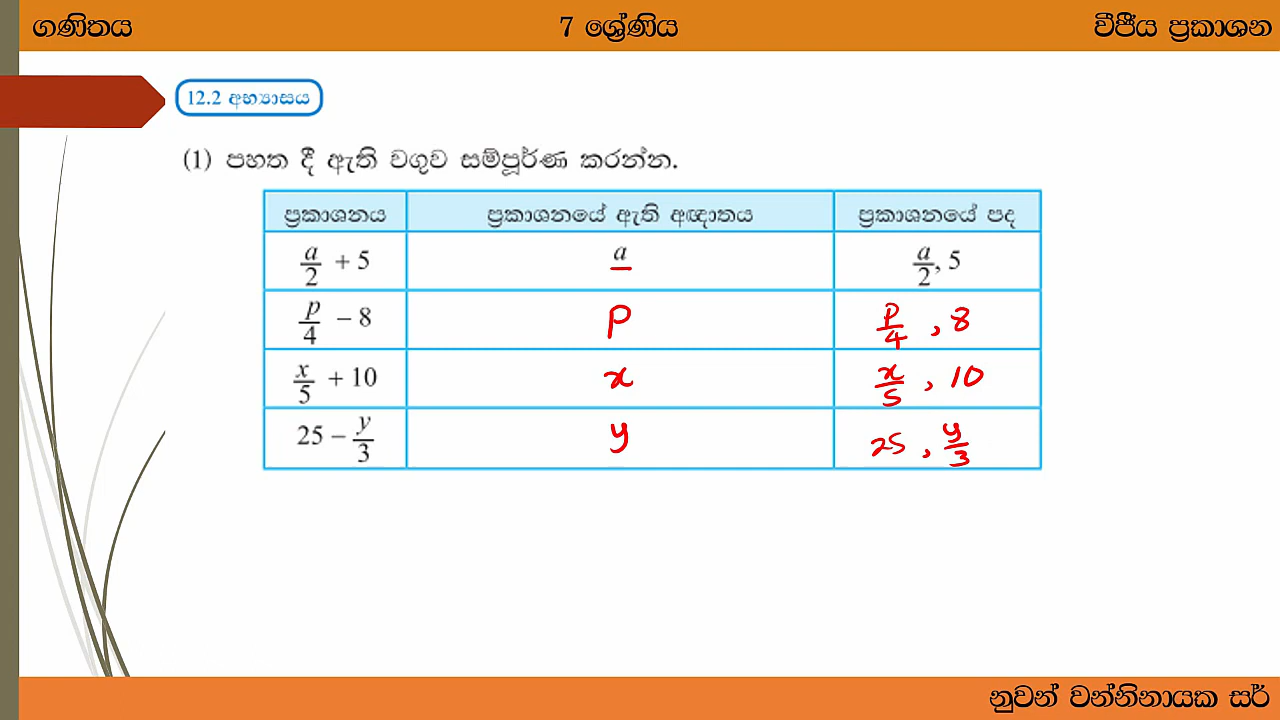 ගණිතය 7 ශ්‍රේණිය වීජීය ප්‍රකාශන
12.2 අභ්‍යාසය
(1) පහත දී ඇති වගුව සම්පූර්ණ කරන්න.
ප්‍රකාශනය ප්‍රකාශනයේ ඇති අඥාතය ප්‍රකාශනයේ පද
a/2 + 5 a a/2, 5
p/4 − 8 p p/4 , 8
x/5 + 10 x x/5 , 10
25 − y/3 y 25 , y/3
නුවන් වන්නිනායක සර්